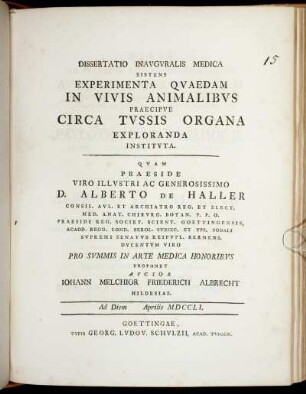 15
DISSERTATIO INAVGVRALIS MEDICA
SISTENS
EXPERIMENTA QVAEDAM
IN VIVIS ANIMALIBVS
PRAECIPVE
CIRCA TVSSIS ORGANA
EXPLORANDA
INSTITVTA.
QVAM
PRAESIDE
VIRO ILLVSTRI AC GENEROSISSIMO
D. ALBERTO DE HALLER
CONSIL. AVL. ET ARCHIATRO REG. ET ELECT.
MED. ANAT. CHIRVRG. BOTAN. P. P. O.
PRAESIDE REG. SOCIET. SCIENT. GOETTINGENSIS,
ACADD. REGG. LOND. BEROL. SVECIC. ET VPS. SODALI
SVPREMI SENATVS REIPVBL. BERNENS.
DVCENTVM VIRO
PRO SVMMIS IN ARTE MEDICA HONORIBVS
PROPONET
AVCTOR
IOHANN MELCHIOR FRIEDERICH ALBRECHT
HILDESIAS.
Ad Diem Aprilis MDCCLI.
GOETTINGAE,
TYPIS GEORG. LVDOV. SCHVLZII, ACAD. TYPOGR.